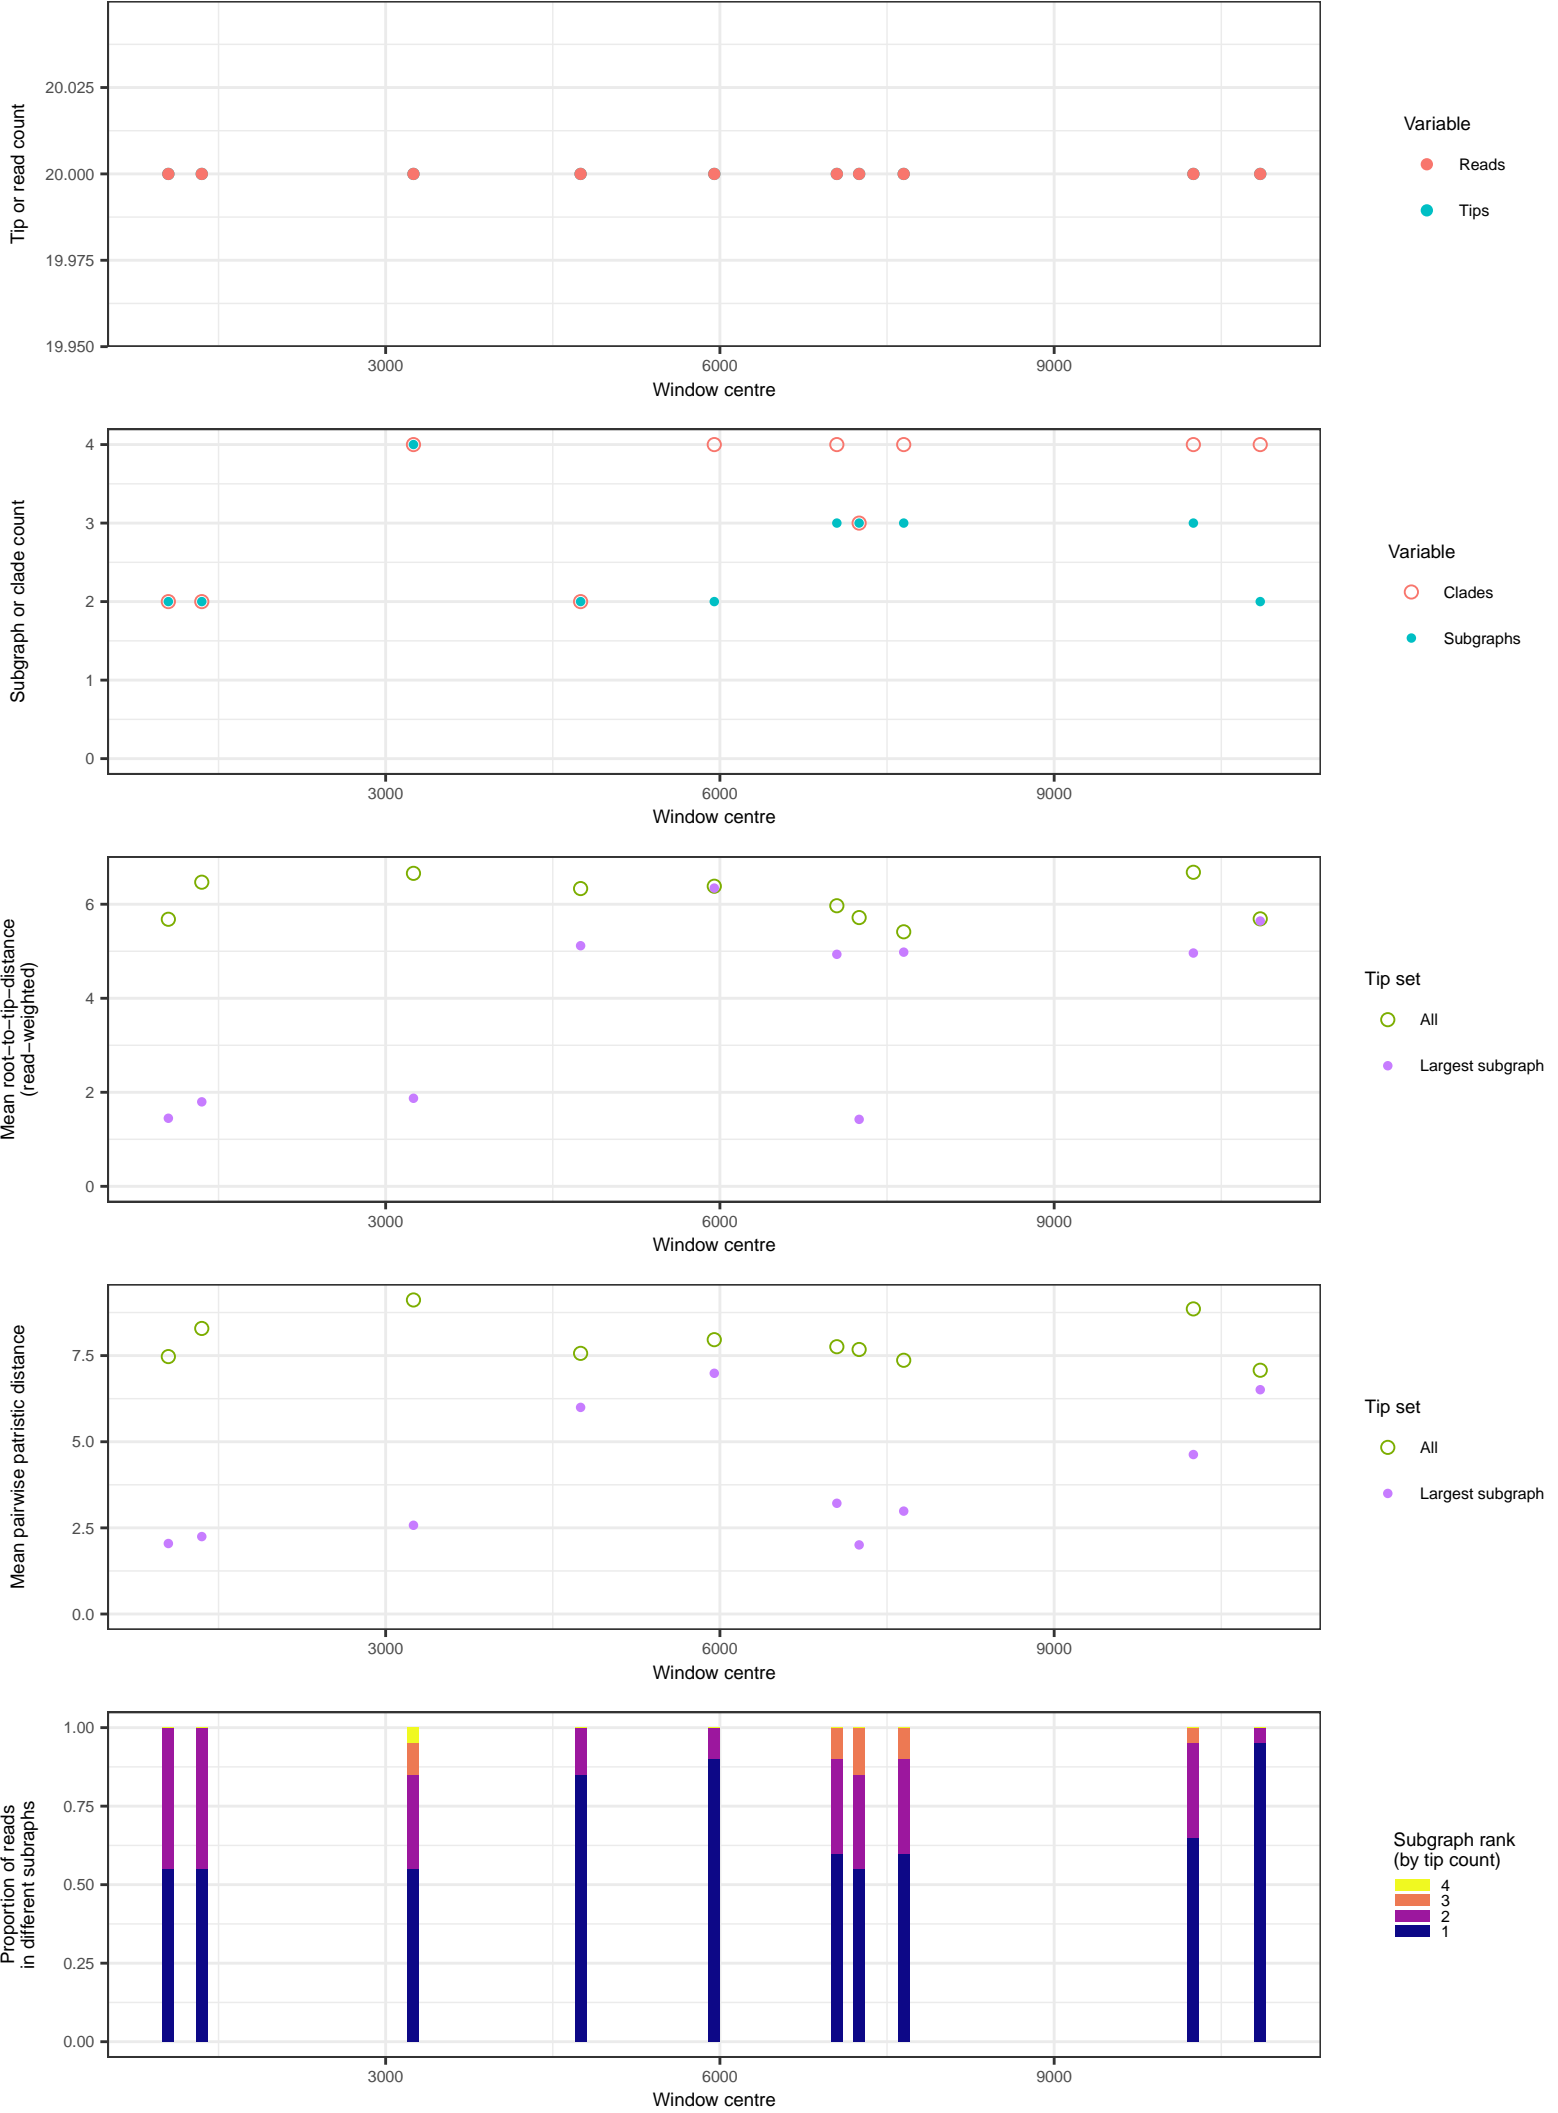 Tip or read count
20.025
20.000
19.975
19.950
3000
6000
9000
Window centre
Variable
Reads
Tips
Subgraph or clade count
4
3
2
1
0
3000
6000
9000
Window centre
Variable
Clades
Subgraphs
Mean root−to−tip−distance
(read−weighted)
6
4
2
0
3000
6000
9000
Window centre
Tip set
All
Largest subgraph
Mean pairwise patristic distance
7.5
5.0
2.5
0.0
3000
6000
9000
Window centre
Tip set
All
Largest subgraph
Proportion of reads
in different subraphs
1.00
0.75
0.50
0.25
0.00
3000
6000
9000
Window centre
Subgraph rank
(by tip count)
4
3
2
1